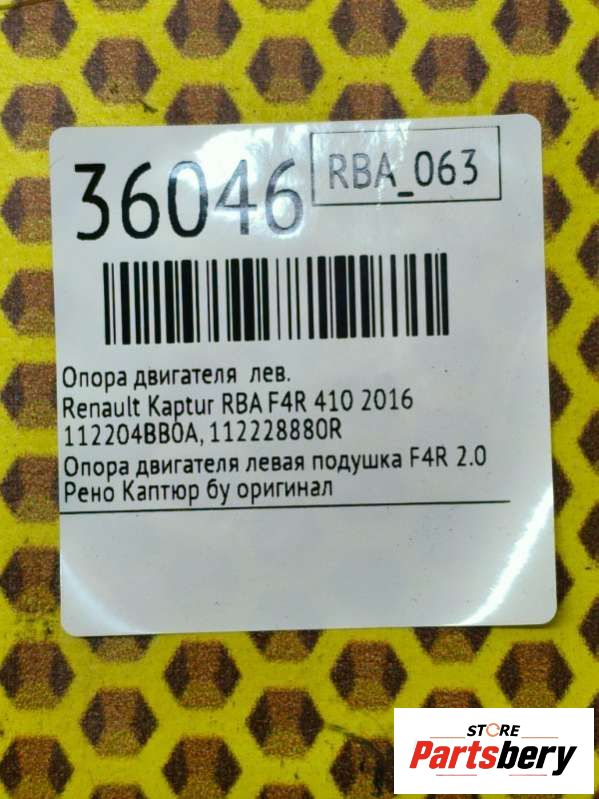 36046
RBA_063
Опора двигателя лев.
Renault Kaptur RBA F4R 410 2016
112204BB0A, 112228880R
Опора двигателя левая подушка F4R 2.0
Рено Каптюр бу оригинал
STORE
Partsbery